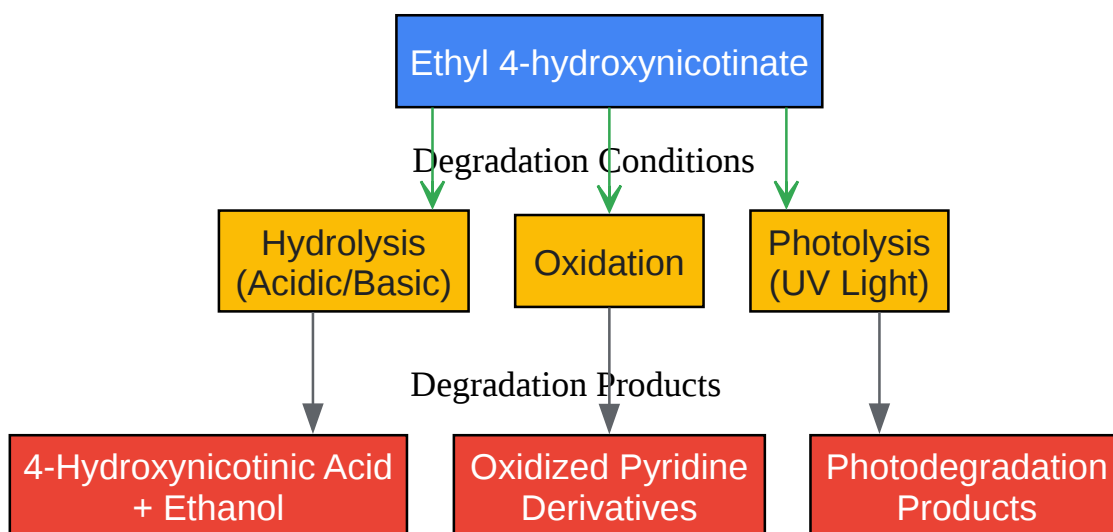 Ethyl 4-hydroxynicotinate
Degradation Conditions
Hydrolysis
(Acidic/Basic)
Oxidation
Photolysis
(UV Light)
Degradation Products
4-Hydroxynicotinic Acid
+ Ethanol
Oxidized Pyridine
Derivatives
Photodegradation
Products